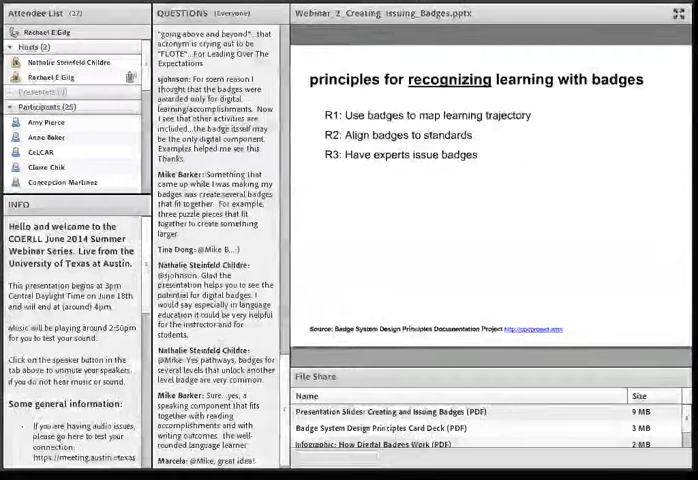 Attendee List (27)
Rachael E Gilg
Hosts (2)
Nathalie Steinfeld Childre
Rachael E Gilg
Participants (25)
Amy Pierce
Anne Baker
CeLCAR
Claire Chik
Concepcion Martinez
INFO
Hello and welcome to the
COERLL June 2014 Summer
Webinar Series. Live from the
University of Texas at Austin.
This presentation begins at 3pm
Central Daylight Time on June 18th
and will end at (around) 4pm.
Music will be playing around 2:50pm
for you to test your sound.
Click on the speaker button in the
tab above to unmute your speakers
if you do not hear music or sound.
Some general information:
- If you are having audio issues,
please go here to test your
connection:
https://meeting.austin.utexas
QUESTIONS (Everyone)
"going above and beyond"...that
acronym is crying out to be
"FLOTE"...For Leading Over The
Expectations
sjohnson: For soem reason I
thought that the badges were
awarded only for digital
learning/accomplishments. Now
I see that other activities are
included...the badge itself may
be the only digital component.
Examples helped me see this
Thanks.
Mike Barker: Something that
came up while I was making my
badges was create several badges
that fit together. For example,
three puzzle pieces that fit
together to create something
larger.
Tina Dong: @Mike B...:)
Nathalie Steinfeld Childre:
@sjohnson. Glad the
presentation helps you to see the
potential for digital badges. I
would say especially in language
education it could be very helpful
for the instructor and for
students.
Nathalie Steinfeld Childre:
@Mike. Yes pathways, badges for
several levels that unlock another
level badge are very common.
Mike Barker: Sure...yes, a
speaking component that fits
together with reading
accomplishments and with
writing outcomes...the well-
rounded language learner
Marcela: @Mike, great idea!
Webinar_2_Creating_Issuing_Badges.pptx
principles for recognizing learning with badges
R1: Use badges to map learning trajectory
R2: Align badges to standards
R3: Have experts issue badges
Source: Badge System Design Principles Documentation Project
File Share
Name Size
Presentation Slides: Creating and Issuing Badges (PDF) 9 MB
Badge System Design Principles Card Deck (PDF) 3 MB
Infographic: How Digital Badges Work (PDF) 2 MB